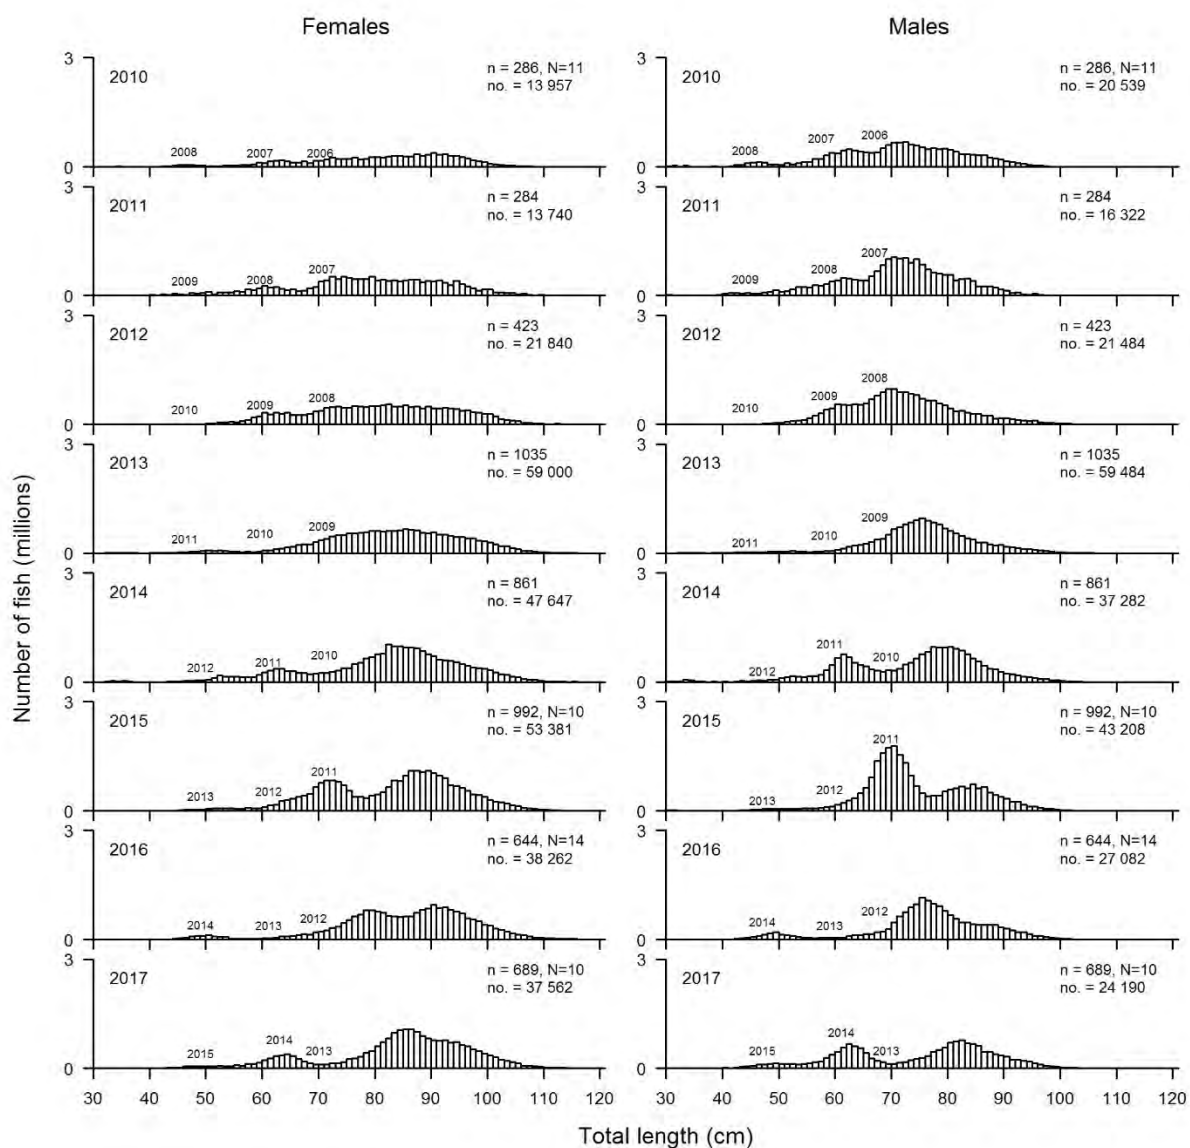 Females
Males
Number of fish (millions)
3
2010
n = 286, N=11
no. = 13 957
2008
2007
2006
0
3
2010
n = 286, N=11
no. = 20 539
2008
2007
2006
0
3
2011
n = 284
no. = 13 740
2009
2008
2007
0
3
2011
n = 284
no. = 16 322
2009
2008
2007
0
3
2012
n = 423
no. = 21 840
2010
2009
2008
0
3
2012
n = 423
no. = 21 484
2010
2009
2008
0
3
2013
n = 1035
no. = 59 000
2011
2010
2009
0
3
2013
n = 1035
no. = 59 484
2011
2010
2009
0
3
2014
n = 861
no. = 47 647
2012
2011
2010
0
3
2014
n = 861
no. = 37 282
2012
2011
2010
0
3
2015
n = 992, N=10
no. = 53 381
2013
2012
2011
0
3
2015
n = 992, N=10
no. = 43 208
2013
2012
2011
0
3
2016
n = 644, N=14
no. = 38 262
2014
2013
2012
0
3
2016
n = 644, N=14
no. = 27 082
2014
2013
2012
0
3
2017
n = 689, N=10
no. = 37 562
2015
2014
2013
0
3
2017
n = 689, N=10
no. = 24 190
2015
2014
2013
0
30 40 50 60 70 80 90 100 110 120
30 40 50 60 70 80 90 100 110 120
Total length (cm)